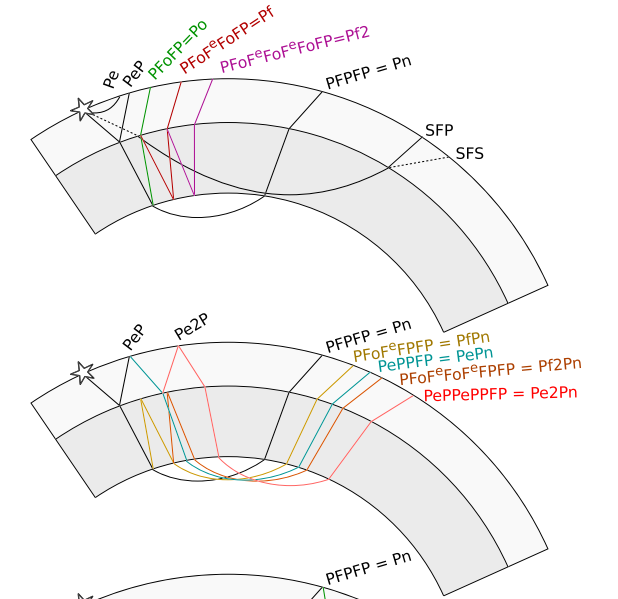 Pe
PeP
PFoFP=Po
PFoFᵉFoFP=Pf
PFoFᵉFoFᵉFoFP=Pf2
PFPFP = Pn
SFP
SFS
PeP
Pe2P
PFPFP = Pn
PFoFᵉFPFP = PfPn
PePPFP = PePn
PFoFᵉFoFᵉFPFP = Pf2Pn
PePPePPFP = Pe2Pn
PFPFP = Pn